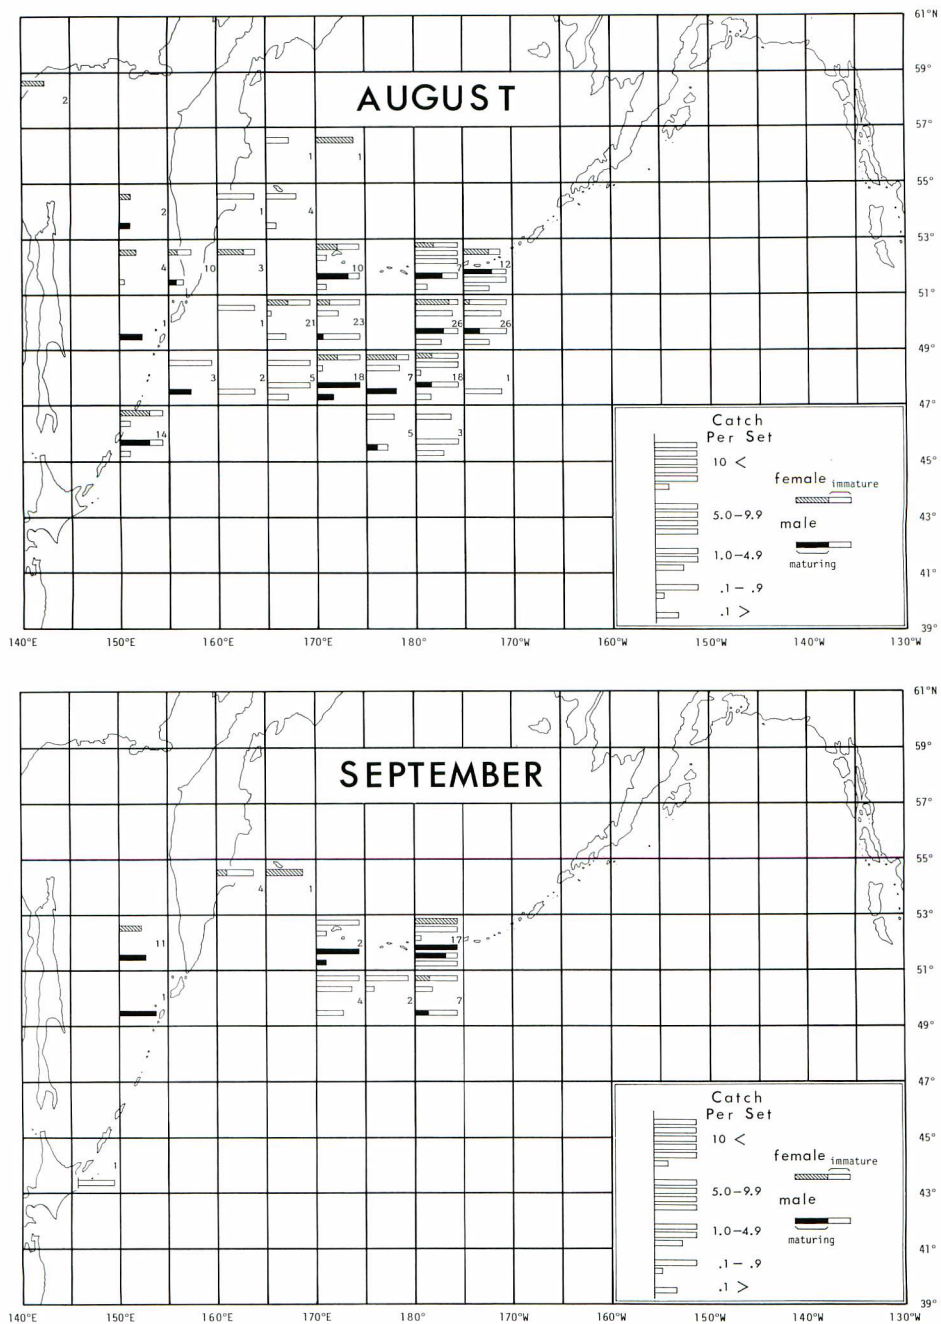 61°N
59°
AUGUST
2
57°
1 1
55°
2 1 4
53°
4 10 3 10 7 12
51°
1 1 21 23 26 26
49°
3 2 5 18 7 18 1
47°
14 5 3
45°
43°
41°
39°
Catch
Per Set
10 <
female immature
5.0-9.9
male
1.0-4.9
maturing
.1 - .9
.1 >
140°E 150°E 160°E 170°E 180° 170°W 160°W 150°W 140°W 130°W
61°N
59°
SEPTEMBER
57°
55°
4 1
53°
11 2 17
51°
1 4 2 7
49°
47°
45°
1
43°
41°
39°
Catch
Per Set
10 <
female immature
5.0-9.9
male
1.0-4.9
maturing
.1 - .9
.1 >
140°E 150°E 160°E 170°E 180° 170°W 160°W 150°W 140°W 130°W